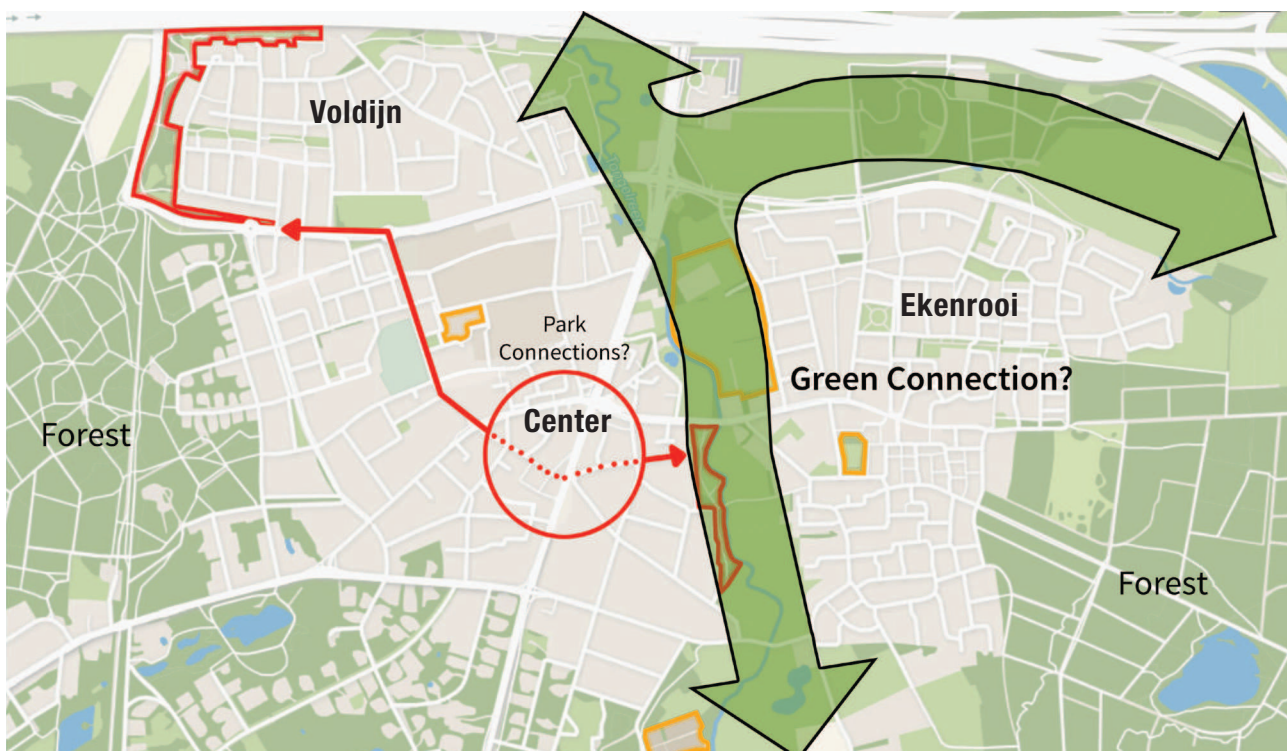 Voldijn
Park
Connections?
Ekenrooi
Green Connection?
Center
Forest
Forest